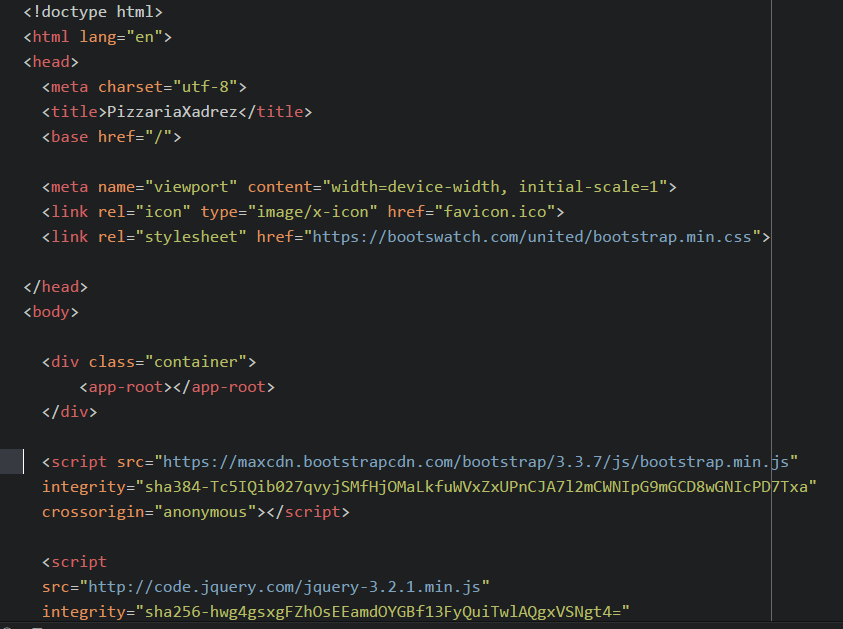 <!doctype html>
<html lang="en">
<head>
  <meta charset="utf-8">
  <title>PizzariaXadrez</title>
  <base href="/">
  <meta name="viewport" content="width=device-width, initial-scale=1">
  <link rel="icon" type="image/x-icon" href="favicon.ico">
  <link rel="stylesheet" href="https://bootswatch.com/united/bootstrap.min.css">
</head>
<body>
  <div class="container">
      <app-root></app-root>
  </div>
  <script src="https://maxcdn.bootstrapcdn.com/bootstrap/3.3.7/js/bootstrap.min.js"
  integrity="sha384-Tc5IQib027qvyjSMfHjOMaLkfuWVxZxUPnCJA7l2mCWNIpG9mGCD8wGNIcPD7Txa"
  crossorigin="anonymous"></script>
  <script
  src="http://code.jquery.com/jquery-3.2.1.min.js"
  integrity="sha256-hwg4gsxgFZhOsEEamdOYGBf13FyQuiTwlAQgxVSNgt4="